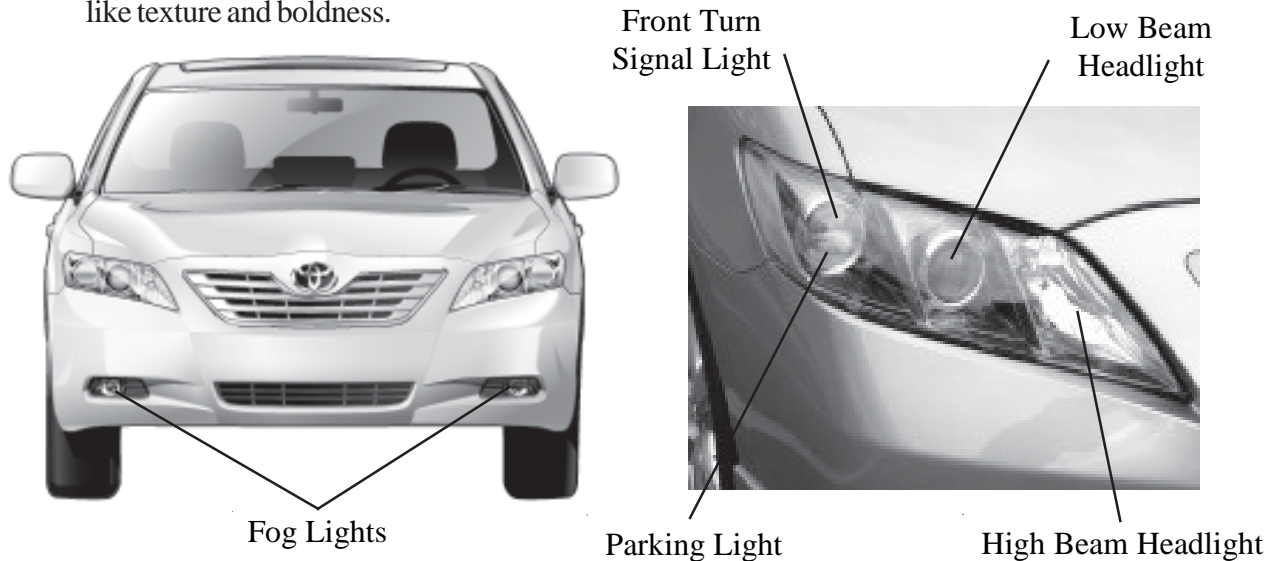 like texture and boldness.
Front Turn
Signal Light
Low Beam
Headlight
Fog Lights
Parking Light
High Beam Headlight